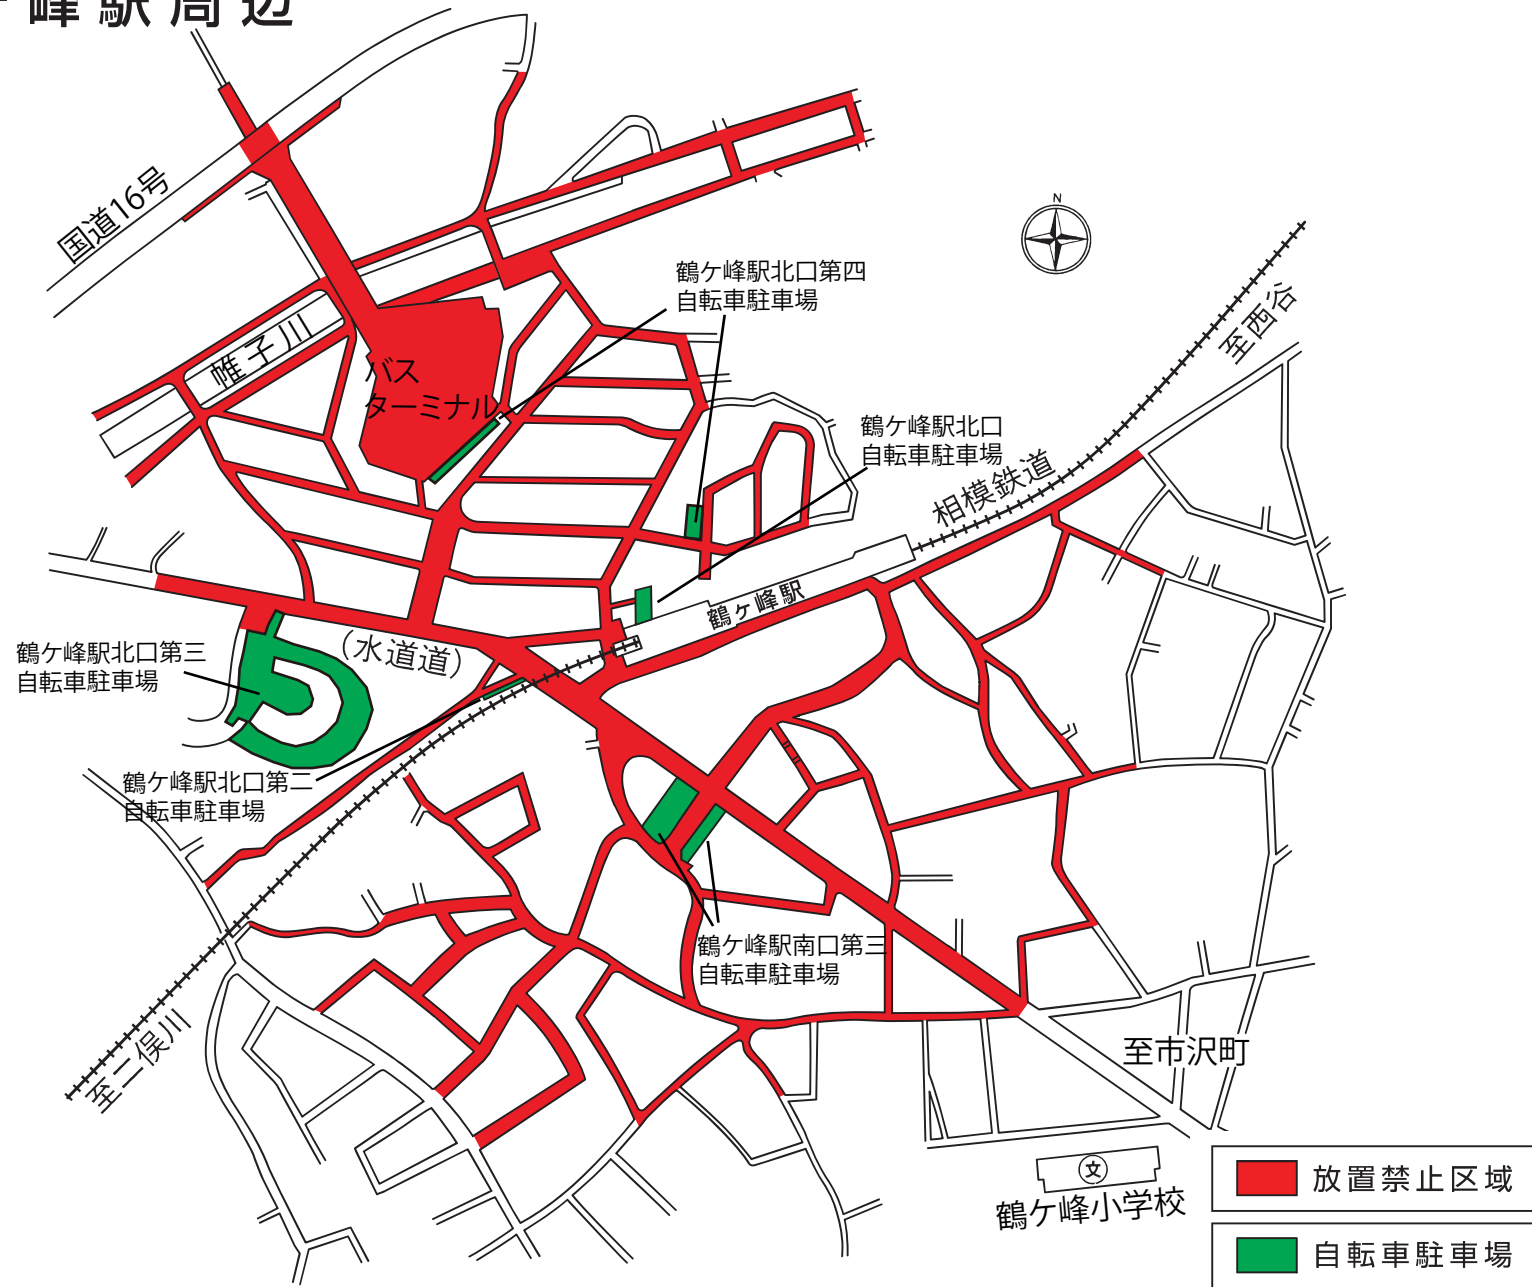 峰駅周辺
国道16号
帷子川
バス
ターミナル
鶴ケ峰駅北口第四
自転車駐車場
N
至西谷
鶴ケ峰駅北口
自転車駐車場
相模鉄道
鶴ヶ峰駅
(水道道)
鶴ケ峰駅北口第三
自転車駐車場
鶴ケ峰駅北口第二
自転車駐車場
鶴ケ峰駅南口第三
自転車駐車場
至二俣川
至市沢町
文
鶴ケ峰小学校
放置禁止区域
自転車駐車場